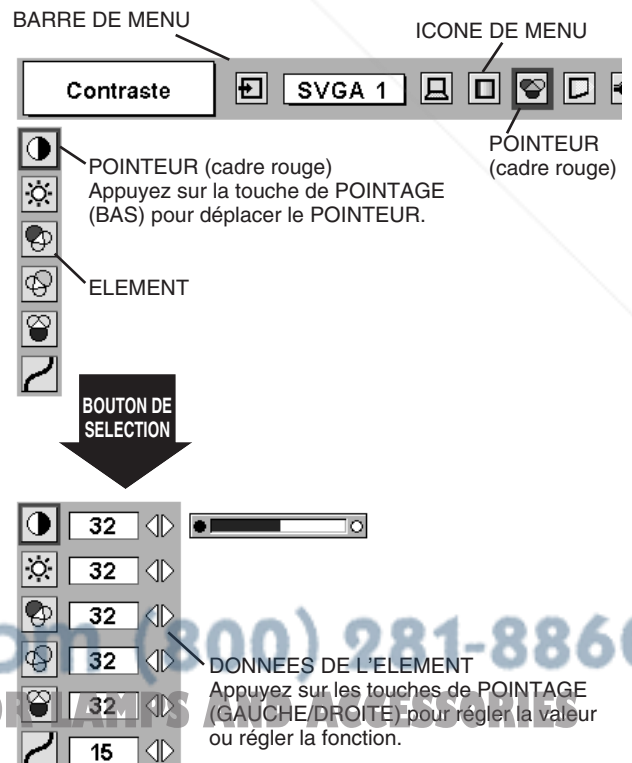 BARRE DE MENU
ICONE DE MENU
Contraste
SVGA 1
POINTEUR
(cadre rouge)
POINTEUR (cadre rouge)
Appuyez sur la touche de POINTAGE
(BAS) pour déplacer le POINTEUR.
ELEMENT
BOUTON DE
SELECTION
32
32
32
32
32
15
DONNEES DE L'ELEMENT
Appuyez sur les touches de POINTAGE
(GAUCHE/DROITE) pour régler la valeur
ou régler la fonction.
om (800) 281-8860
OR LAMPS AND ACCESSORIES